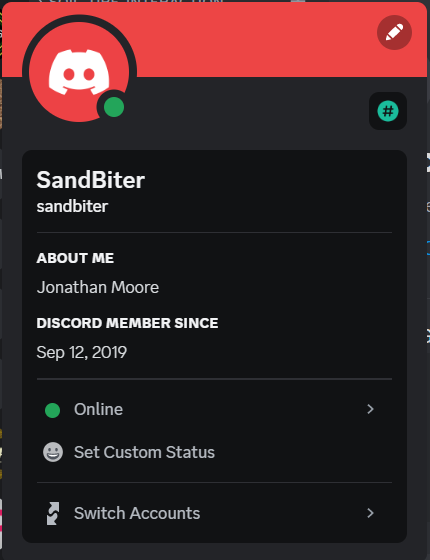 SandBiter
sandbiter
ABOUT ME
Jonathan Moore
DISCORD MEMBER SINCE
Sep 12, 2019
Online
Set Custom Status
Switch Accounts